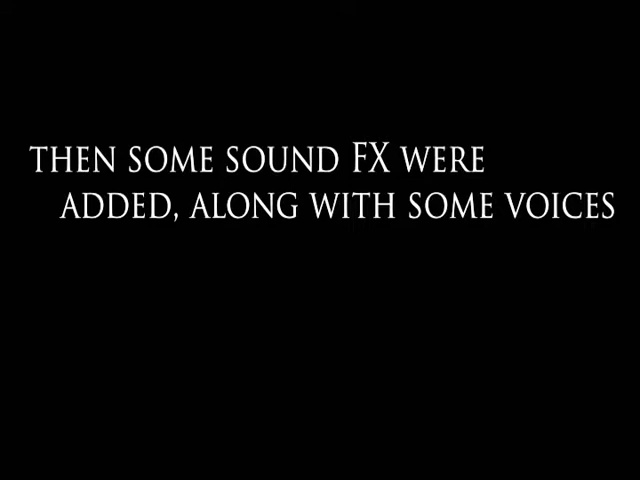 THEN SOME SOUND FX WERE
ADDED, ALONG WITH SOME VOICES